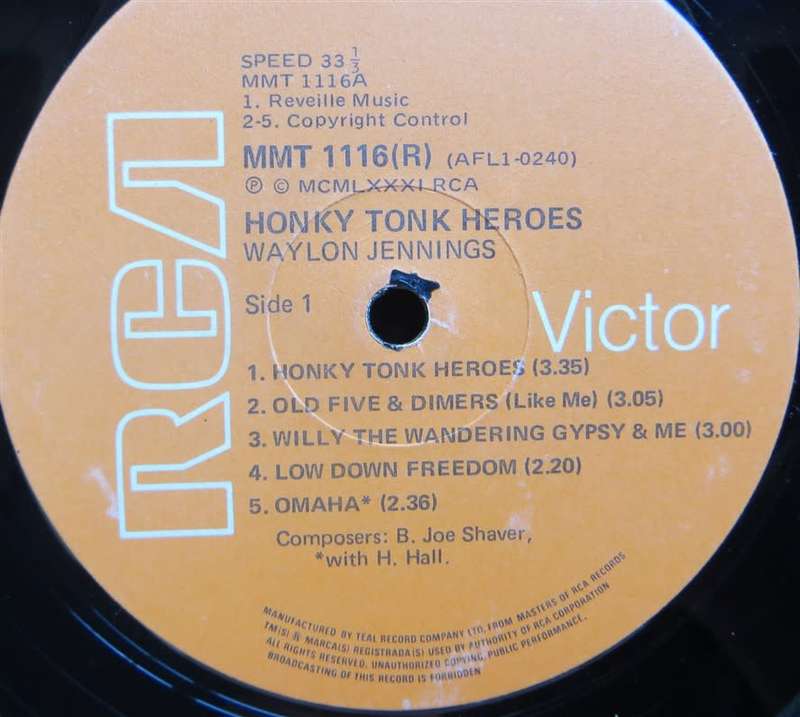 SPEED 33 1/3
MMT 1116A
1. Reveille Music
2-5. Copyright Control
MMT 1116(R) (AFL1-0240)
℗ © MCMLXXXI RCA
HONKY TONK HEROES
WAYLON JENNINGS
Side 1
RCA
Victor
1. HONKY TONK HEROES (3.35)
2. OLD FIVE & DIMERS (Like Me) (3.05)
3. WILLY THE WANDERING GYPSY & ME (3.00)
4. LOW DOWN FREEDOM (2.20)
5. OMAHA* (2.36)
Composers: B. Joe Shaver,
*with H. Hall.
MANUFACTURED BY TEAL RECORD COMPANY LTD, FROM MASTERS OF RCA RECORDS
TM(S) ® MARCA(S) REGISTRADA(S) USED BY AUTHORITY OF RCA CORPORATION
ALL RIGHTS RESERVED. UNAUTHORIZED COPYING, PUBLIC PERFORMANCE,
BROADCASTING OF THIS RECORD IS FORBIDDEN